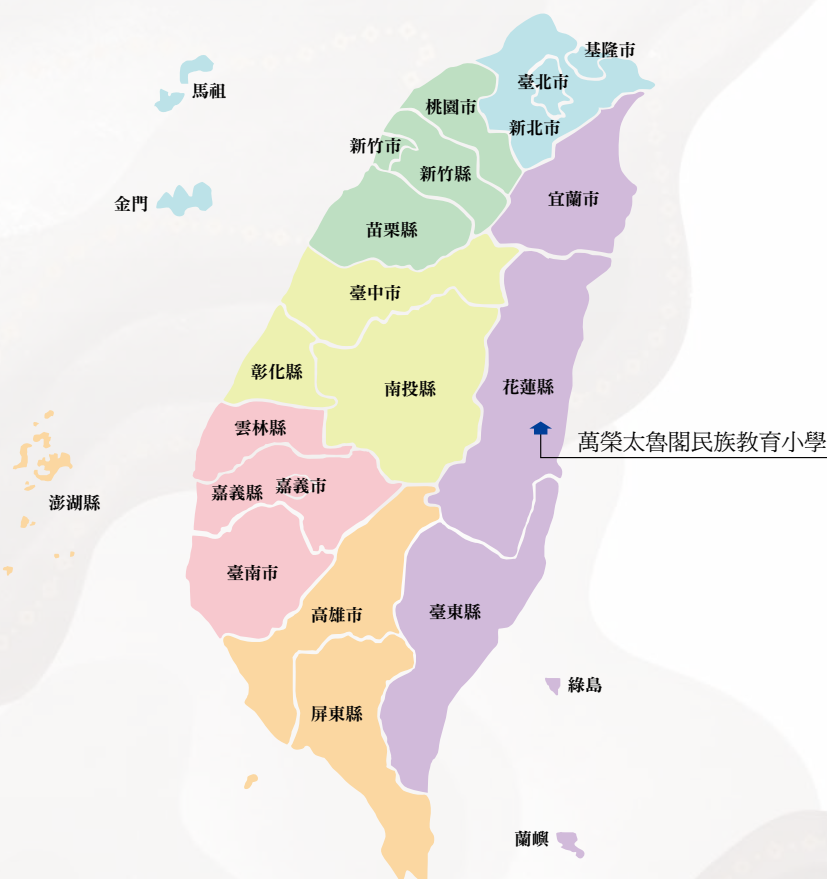 基隆市
馬祖
臺北市
桃園市
新北市
新竹市
新竹縣
宜蘭市
金門
苗栗縣
臺中市
彰化縣
南投縣
花蓮縣
雲林縣
萬榮太魯閣民族教育小學
嘉義縣
嘉義市
澎湖縣
臺南市
高雄市
臺東縣
綠島
屏東縣
蘭嶼